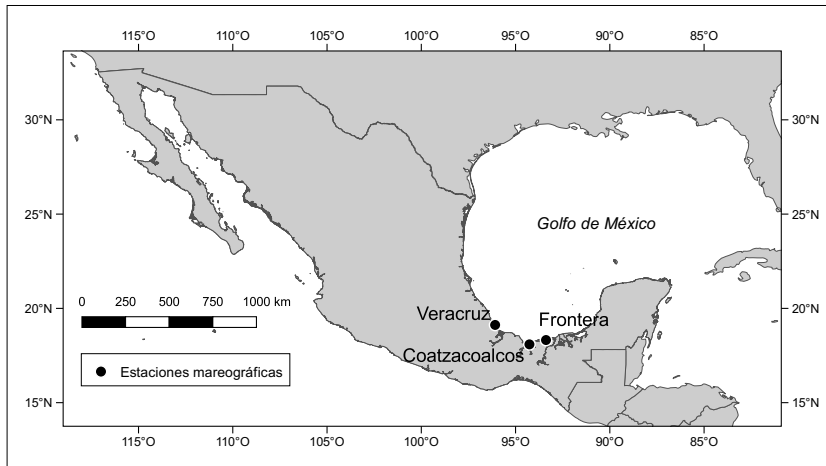 115°O 110°O 105°O 100°O 95°O 90°O 85°O
30°N 30°N
25°N 25°N
Golfo de México
20°N 20°N
0 250 500 750 1000 km
Veracruz Frontera
Coatzacoalcos
Estaciones mareográficas
15°N 15°N
115°O 110°O 105°O 100°O 95°O 90°O 85°O